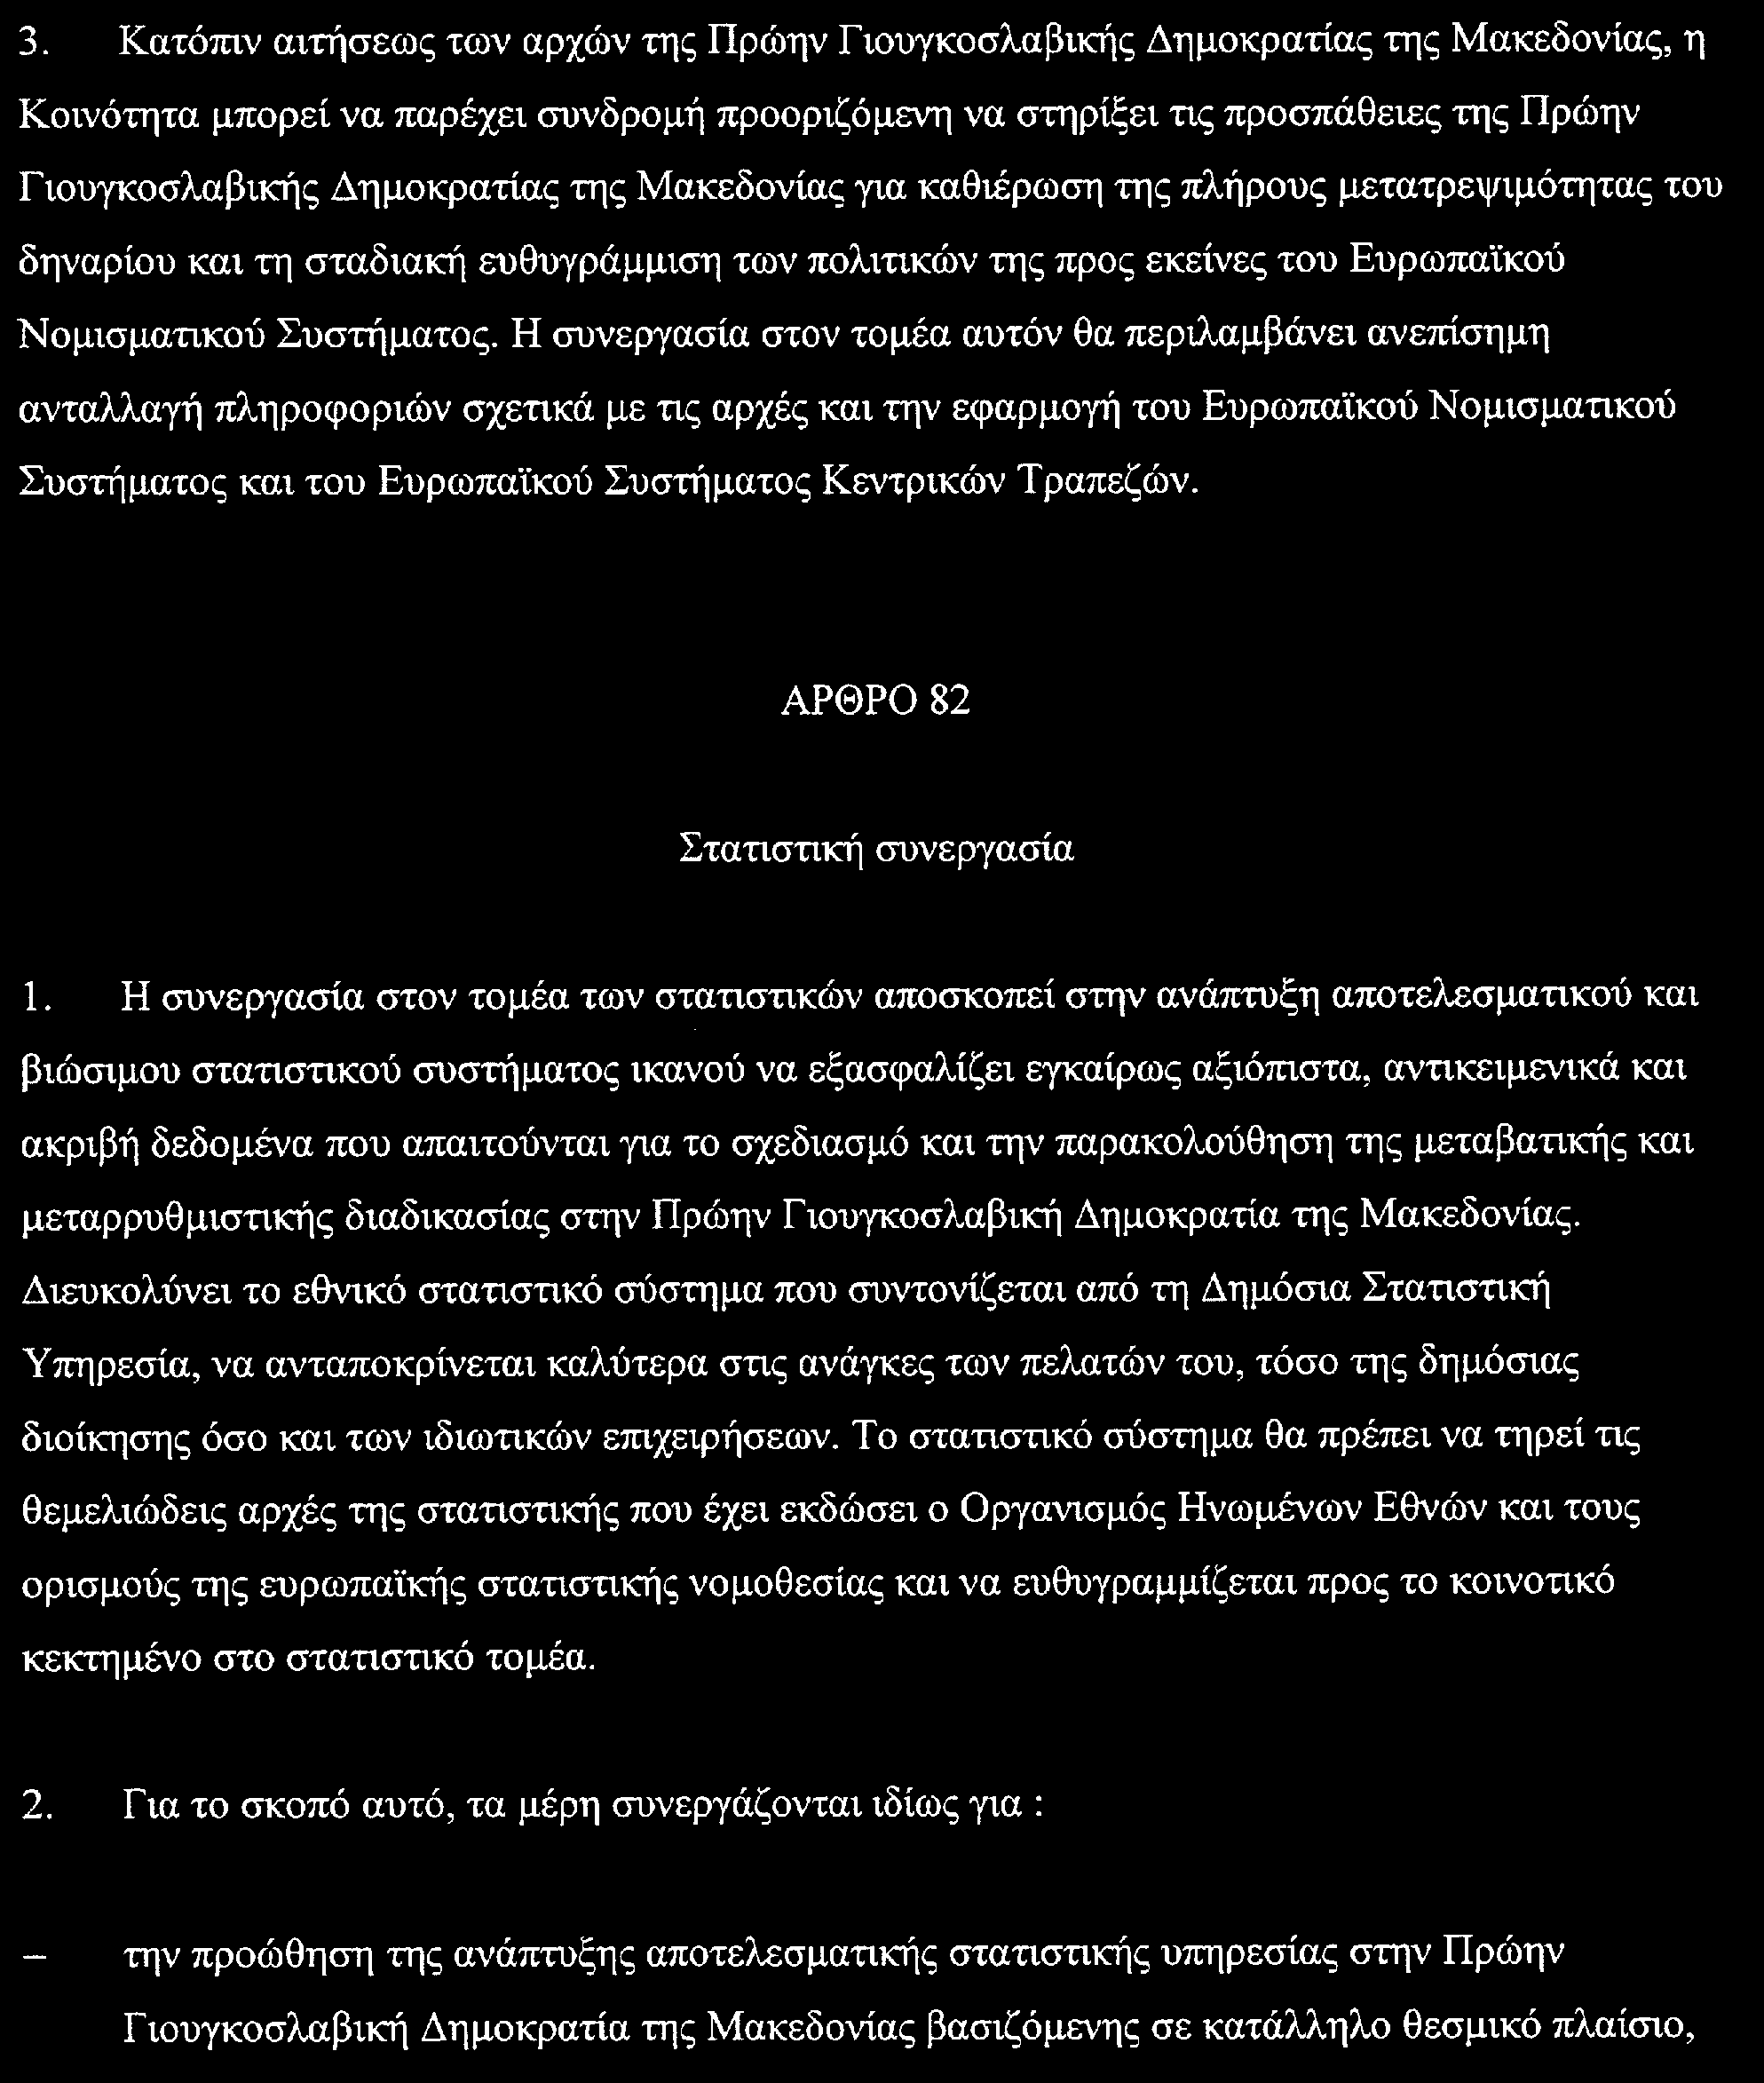 3. Κατόπιν αιτήσεως των αρχών της Πρώην Γιουγκοσλαβικής Δημοκρατίας της Μακεδονίας, η
Κοινότητα μπορεί να παρέχει συνδρομή προοριζόμενη να στηρίξει τις προσπάθειες της Πρώην
Γιουγκοσλαβικής Δημοκρατίας της Μακεδονίας για καθιέρωση της πλήρους μετατρεψιμότητας του
δηναρίου και τη σταδιακή ευθυγράμμιση των πολιτικών της προς εκείνες του Ευρωπαϊκού
Νομισματικού Συστήματος. Η συνεργασία στον τομέα αυτόν θα περιλαμβάνει ανεπίσημη
ανταλλαγή πληροφοριών σχετικά με τις αρχές και την εφαρμογή του Ευρωπαϊκού Νομισματικού
Συστήματος και του Ευρωπαϊκού Συστήματος Κεντρικών Τραπεζών.
ΑΡΘΡΟ 82
Στατιστική συνεργασία
1. Η συνεργασία στον τομέα των στατιστικών αποσκοπεί στην ανάπτυξη αποτελεσματικού και
βιώσιμου στατιστικού συστήματος ικανού να εξασφαλίζει εγκαίρως αξιόπιστα, αντικειμενικά και
ακριβή δεδομένα που απαιτούνται για το σχεδιασμό και την παρακολούθηση της μεταβατικής και
μεταρρυθμιστικής διαδικασίας στην Πρώην Γιουγκοσλαβική Δημοκρατία της Μακεδονίας.
Διευκολύνει το εθνικό στατιστικό σύστημα που συντονίζεται από τη Δημόσια Στατιστική
Υπηρεσία, να ανταποκρίνεται καλύτερα στις ανάγκες των πελατών του, τόσο της δημόσιας
διοίκησης όσο και των ιδιωτικών επιχειρήσεων. Το στατιστικό σύστημα θα πρέπει να τηρεί τις
θεμελιώδεις αρχές της στατιστικής που έχει εκδώσει ο Οργανισμός Ηνωμένων Εθνών και τους
ορισμούς της ευρωπαϊκής στατιστικής νομοθεσίας και να ευθυγραμμίζεται προς το κοινοτικό
κεκτημένο στο στατιστικό τομέα.
2. Για το σκοπό αυτό, τα μέρη συνεργάζονται ιδίως για :
– την προώθηση της ανάπτυξης αποτελεσματικής στατιστικής υπηρεσίας στην Πρώην
Γιουγκοσλαβική Δημοκρατία της Μακεδονίας βασιζόμενης σε κατάλληλο θεσμικό πλαίσιο,